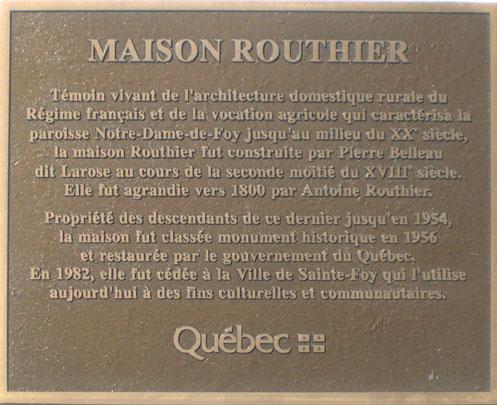 MAISON ROUTHIER
Témoin vivant de l'architecture domestique rurale du
Régime français et de la vocation agricole qui caractérisa la
paroisse Notre-Dame-de-Foy jusqu'au milieu du XXᵉ siècle,
la maison Routhier fut construite par Pierre Belleau
dit Larose au cours de la seconde moitié du XVIIIᵉ siècle.
Elle fut agrandie vers 1800 par Antoine Routhier.
Propriété des descendants de ce dernier jusqu'en 1954,
la maison fut classée monument historique en 1956
et restaurée par le gouvernement du Québec.
En 1982, elle fut cédée à la Ville de Sainte-Foy qui l'utilise
aujourd'hui à des fins culturelles et communautaires.
Québec